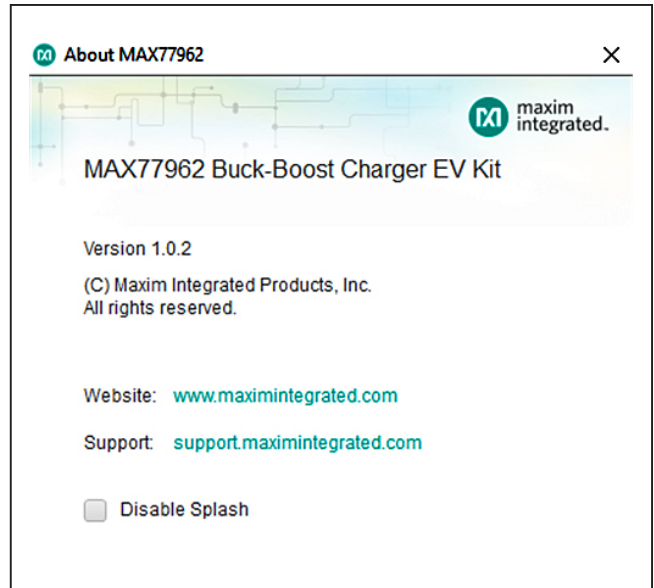 About MAX77962
maxim
integrated.
MAX77962 Buck-Boost Charger EV Kit
Version 1.0.2
(C) Maxim Integrated Products, Inc.
All rights reserved.
Website: www.maximintegrated.com
Support: support.maximintegrated.com
Disable Splash